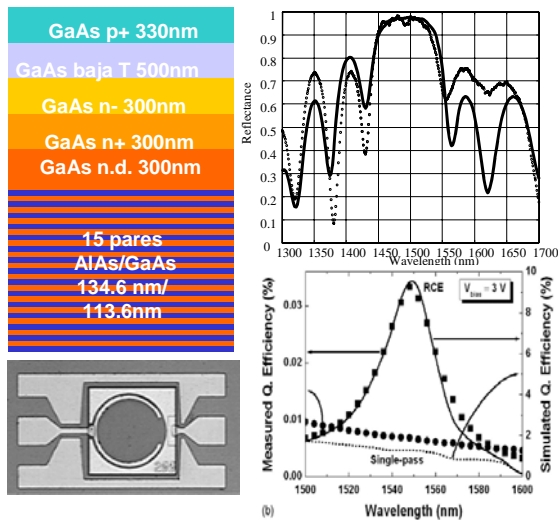 GaAs p+ 330nm
GaAs baja T 500nm
GaAs n- 300nm
GaAs n+ 300nm
GaAs n.d. 300nm
15 pares
AlAs/GaAs
134.6 nm/
113.6nm
Reflectance
1
0.9
0.8
0.7
0.6
0.5
0.4
0.3
0.2
0.1
0
1300 1350 1400 1450 1500 1550 1600 1650 1700
Wavelength (nm)
Measured Q. Efficiency (%)
0.03
0.02
0.01
0.00
RCE
V bias = 3 V
Single-pass
10
8
6
4
2
0
Simulated Q. Efficiency (%)
1500 1520 1540 1560 1580 1600
Wavelength (nm)
(b)